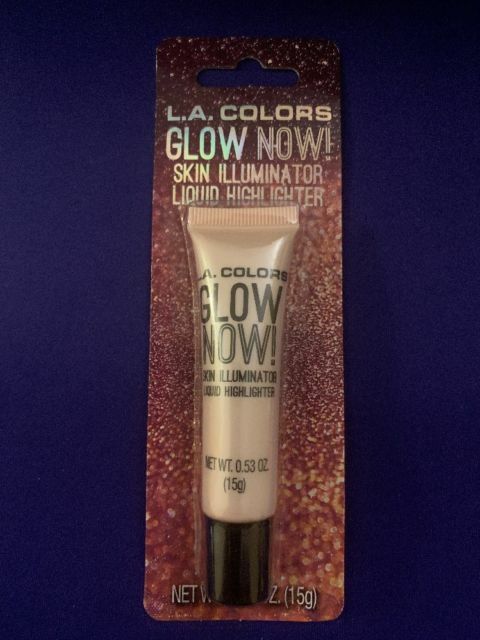 L.A. COLORS
GLOW NOW!
SKIN ILLUMINATOR
LIQUID HIGHLIGHTER
L.A. COLORS
GLOW
NOW!
SKIN ILLUMINATOR
LIQUID HIGHLIGHTER
NET WT. 0.53 OZ.
(15g)
NET Z. (15g)